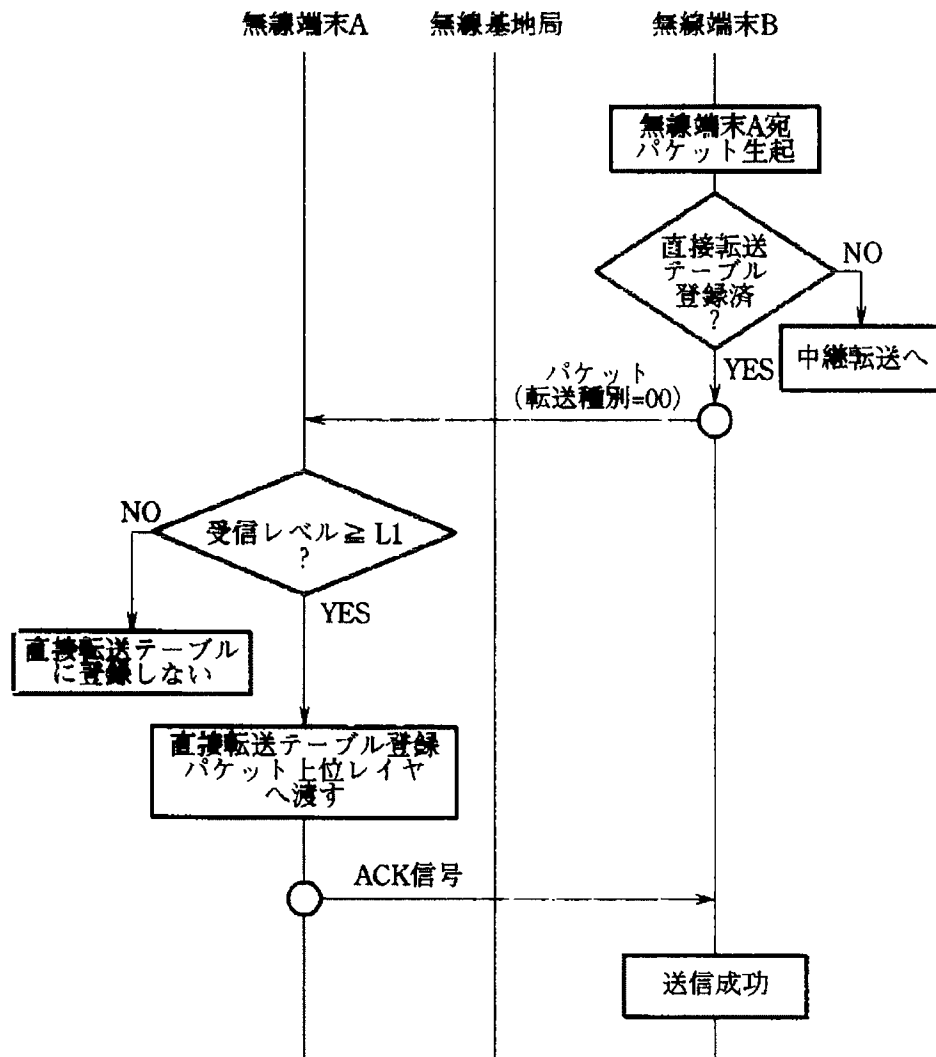 無線端末A
無線基地局
無線端末B
無線端末A宛
パケット生起
直接転送
テーブル
登録済
?
NO
中継転送へ
YES
パケット
(転送種別=00)
受信レベル≧L1
?
NO
YES
直接転送テーブル
に登録しない
直接転送テーブル登録
パケット上位レイヤ
へ渡す
ACK信号
送信成功